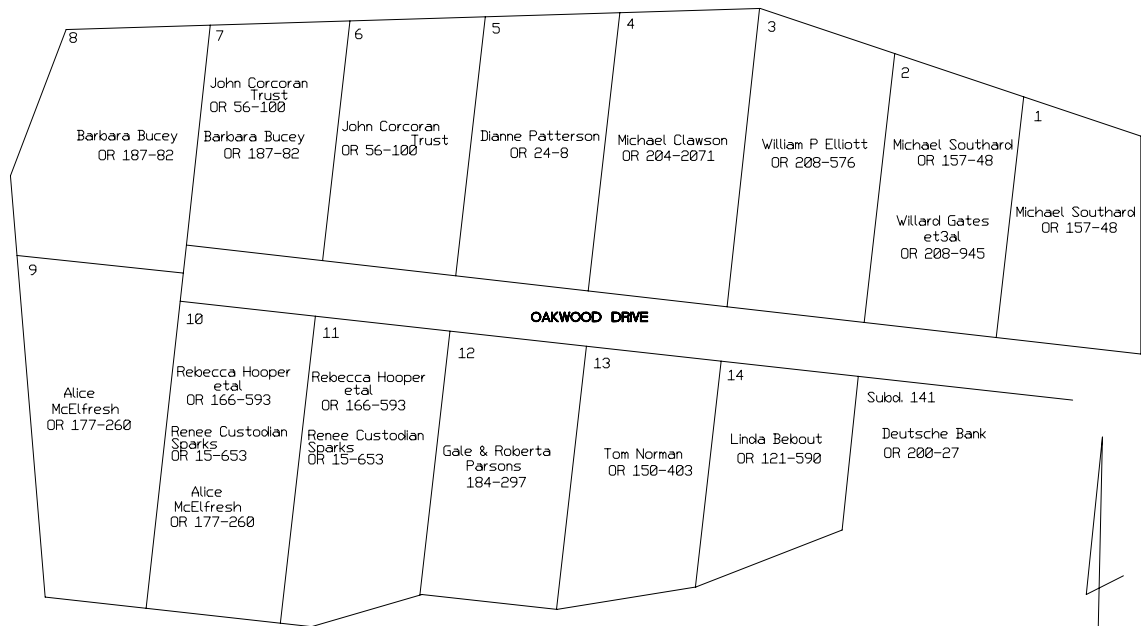 8
Barbara Bucey
OR 187-82
7
John Corcoran
Trust
OR 56-100
Barbara Bucey
OR 187-82
6
John Corcoran
Trust
OR 56-100
5
Dianne Patterson
OR 24-8
4
Michael Clawson
OR 204-2071
3
William P Elliott
OR 208-576
2
Michael Southard
OR 157-48
Willard Gates
et3al
OR 208-945
1
Michael Southard
OR 157-48
OAKWOOD DRIVE
9
Alice
McElfresh
OR 177-260
10
Rebecca Hooper
etal
OR 166-593
Renee Custodian
Sparks
OR 15-653
Alice
McElfresh
OR 177-260
11
Rebecca Hooper
etal
OR 166-593
Renee Custodian
Sparks
OR 15-653
12
Gale & Roberta
Parsons
184-297
13
Tom Norman
OR 150-403
14
Linda Bebout
OR 121-590
Subd. 141
Deutsche Bank
OR 200-27